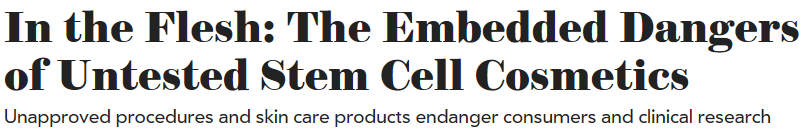 In the Flesh: The Embedded Dangers
of Untested Stem Cell Cosmetics
Unapproved procedures and skin care products endanger consumers and clinical research